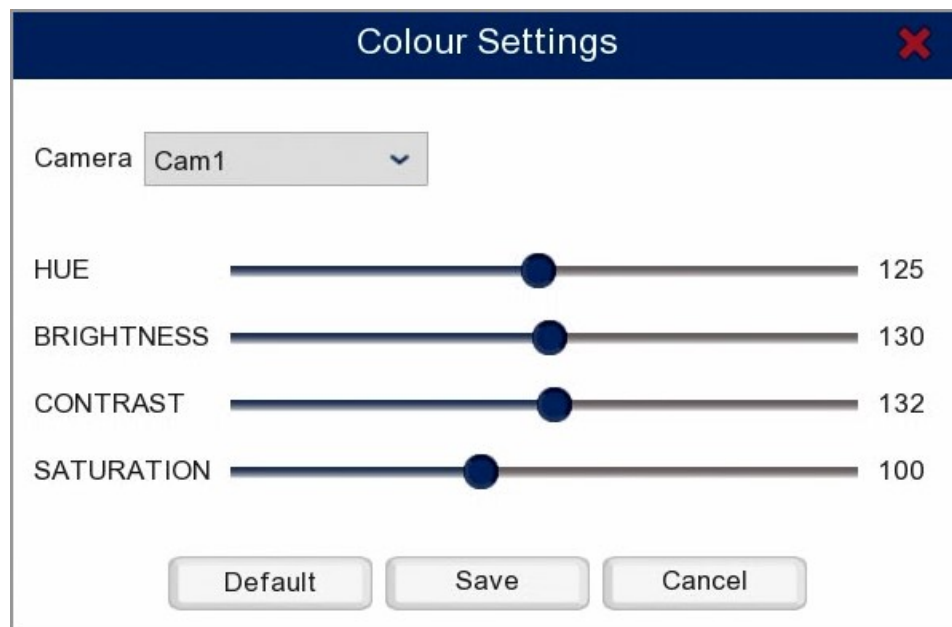 Colour Settings
Camera Cam1
HUE 125
BRIGHTNESS 130
CONTRAST 132
SATURATION 100
Default Save Cancel